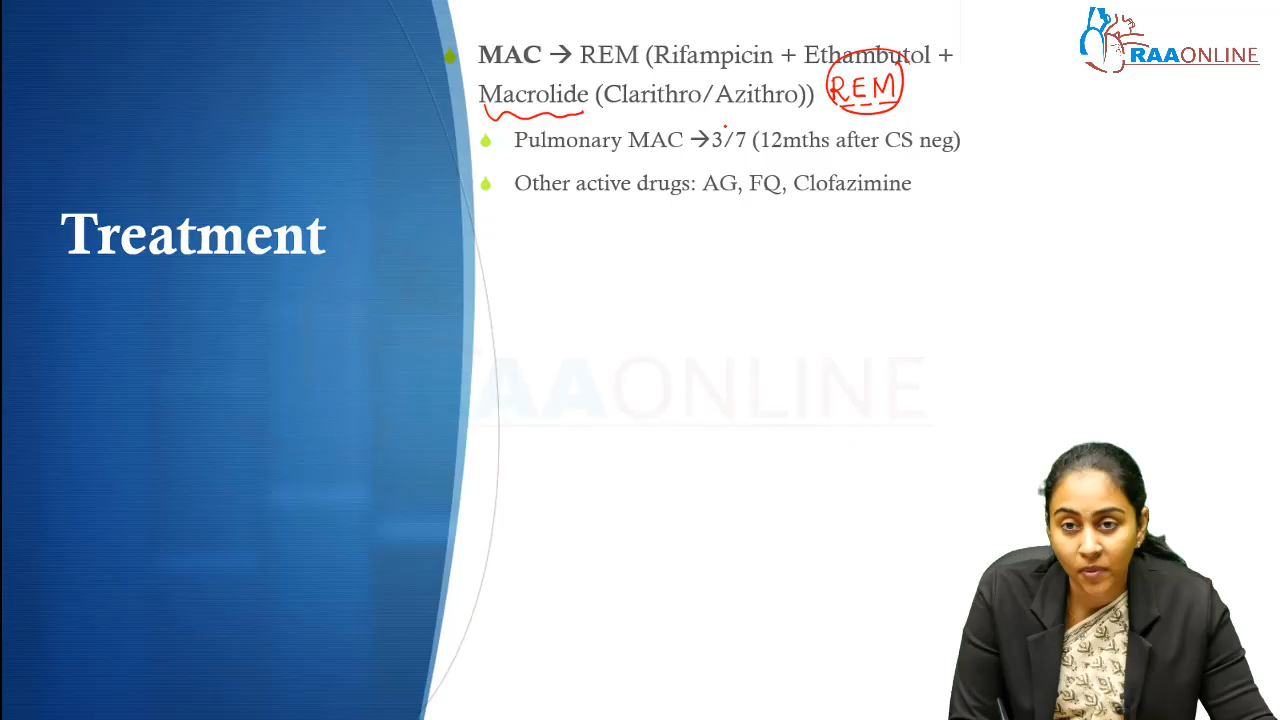 MAC → REM (Rifampicin + Ethambutol +
Macrolide (Clarithro/Azithro))
REM
Pulmonary MAC →3/7 (12mths after CS neg)
Other active drugs: AG, FQ, Clofazimine
Treatment
RAAONLINE
RAAONLINE